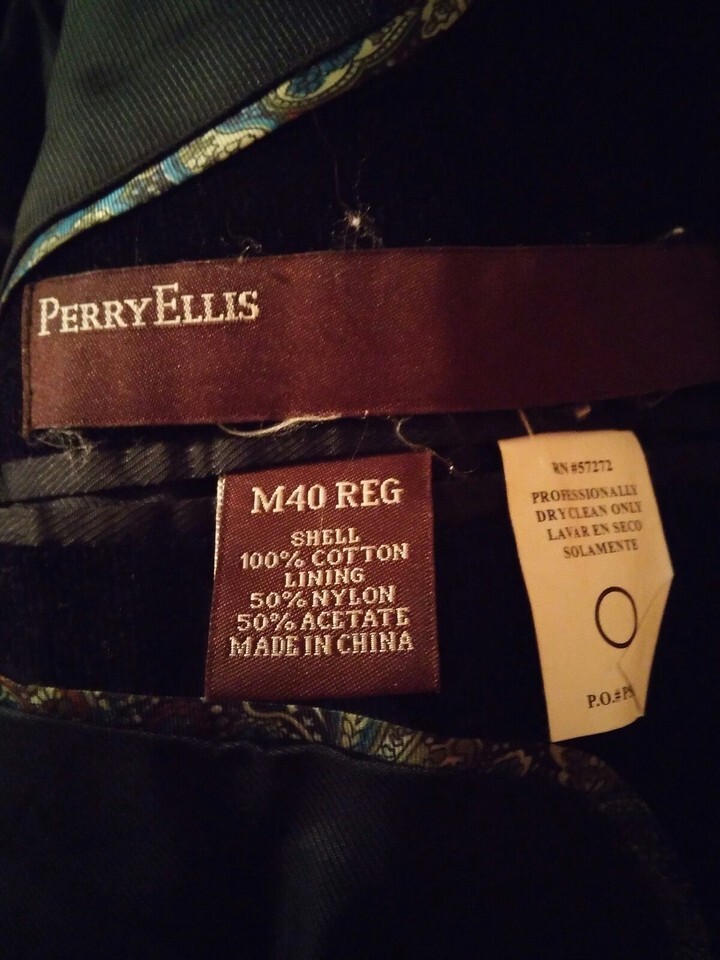 PERRY ELLIS
M40 REG
SHELL
100% COTTON
LINING
50% NYLON
50% ACETATE
MADE IN CHINA
RN #57272
PROFESSIONALLY
DRYCLEAN ONLY
LAVAR EN SECO
SOLAMENTE
P.O.#